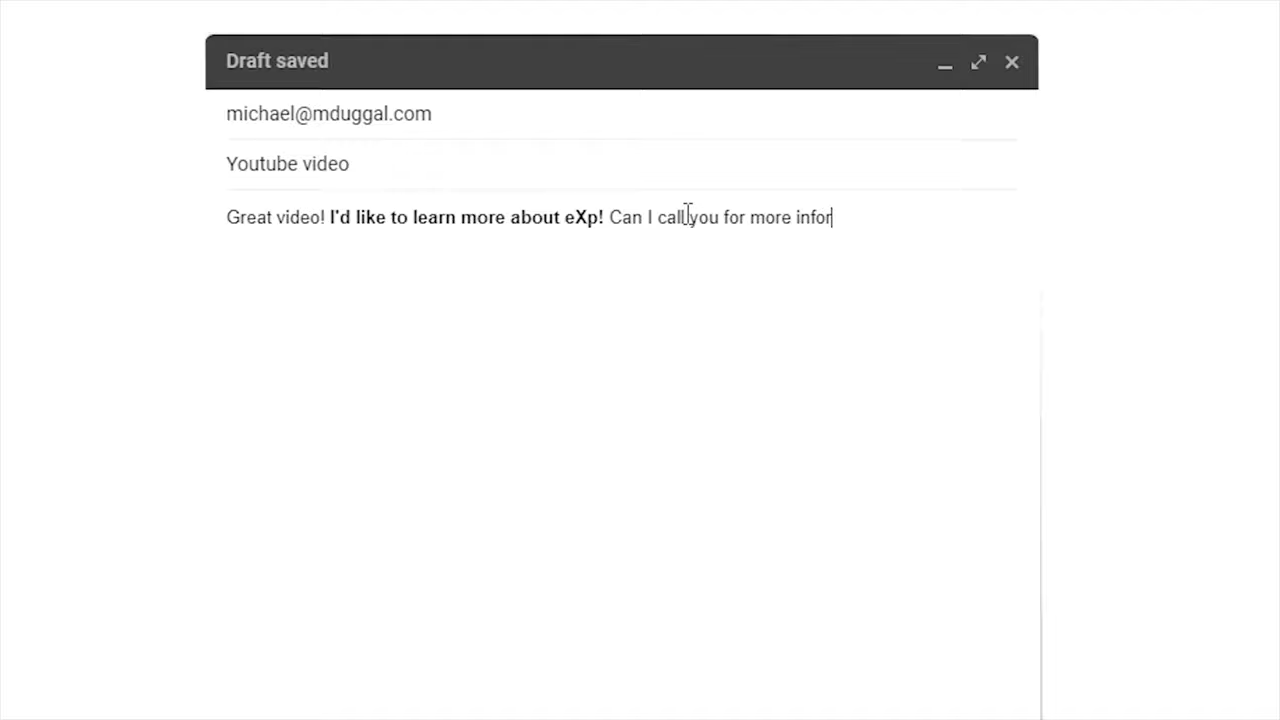 Draft saved
michael@mduggal.com
Youtube video
Great video! I'd like to learn more about eXp! Can I call you for more infor